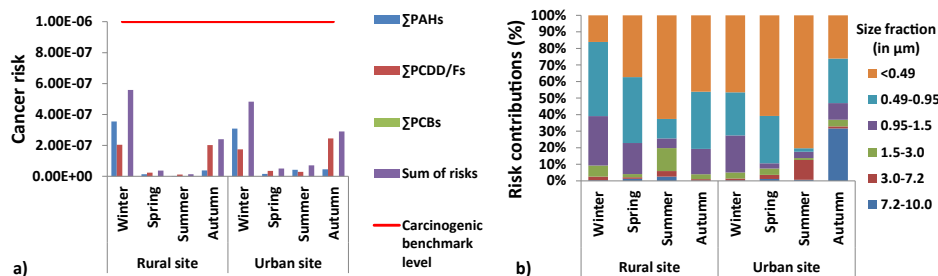 Cancer risk
1.00E-06
8.00E-07
6.00E-07
4.00E-07
2.00E-07
0.00E+00
Winter
Spring
Summer
Autumn
Winter
Spring
Summer
Autumn
Rural site
Urban site
∑PAHs
∑PCDD/Fs
∑PCBs
Sum of risks
Carcinogenic
benchmark
level
a)
Risk contributions (%)
100%
90%
80%
70%
60%
50%
40%
30%
20%
10%
0%
Winter
Spring
Summer
Autumn
Winter
Spring
Summer
Autumn
Rural site
Urban site
Size fraction
(in µm)
<0.49
0.49-0.95
0.95-1.5
1.5-3.0
3.0-7.2
7.2-10.0
b)